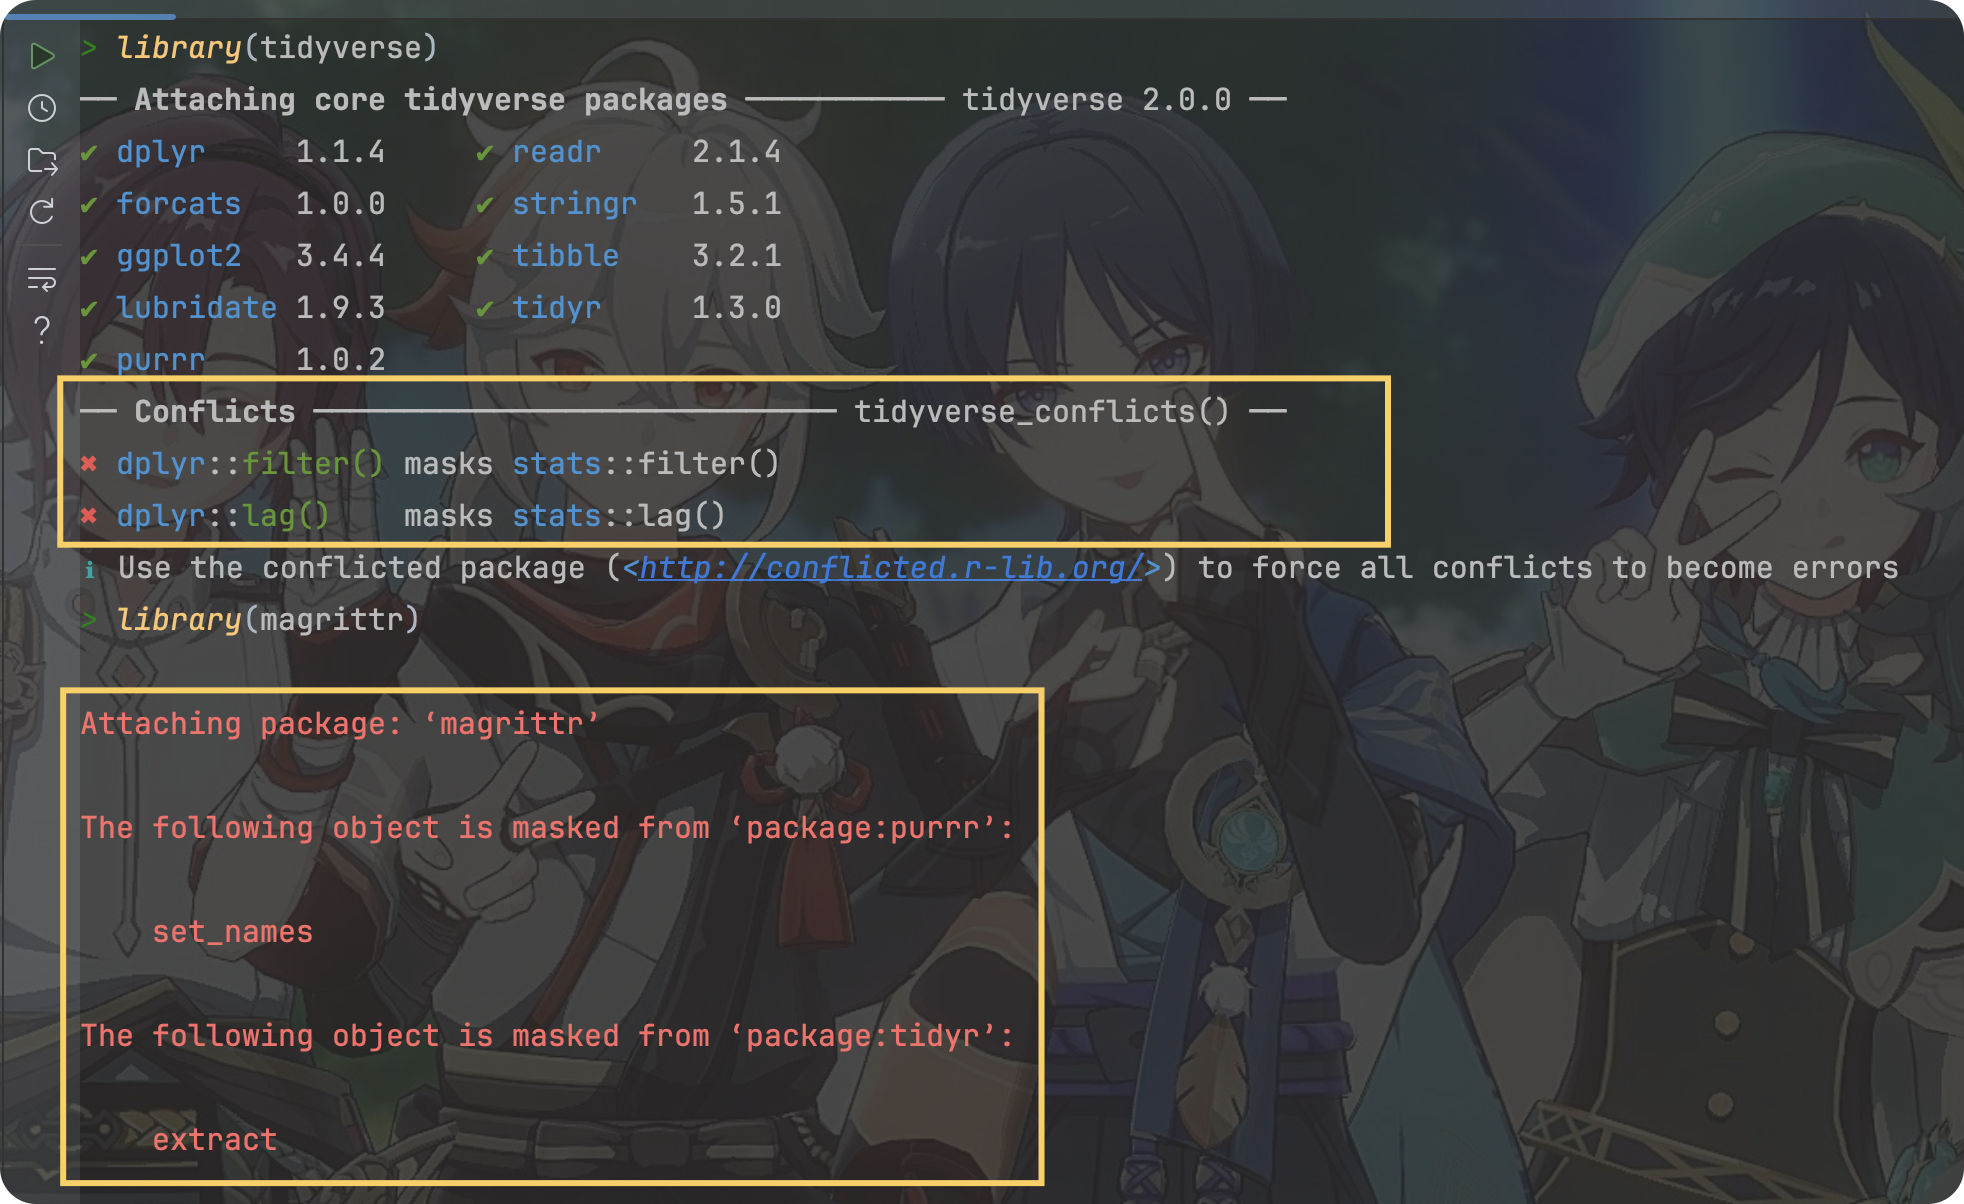 > library(tidyverse)
── Attaching core tidyverse packages ─────────── tidyverse 2.0.0 ──
✔ dplyr     1.1.4     ✔ readr     2.1.4
✔ forcats   1.0.0     ✔ stringr   1.5.1
✔ ggplot2   3.4.4     ✔ tibble    3.2.1
✔ lubridate 1.9.3     ✔ tidyr     1.3.0
✔ purrr     1.0.2
── Conflicts ───────────────────────────── tidyverse_conflicts() ──
✖ dplyr::filter() masks stats::filter()
✖ dplyr::lag()    masks stats::lag()
ℹ Use the conflicted package (<http://conflicted.r-lib.org/>) to force all conflicts to become errors
> library(magrittr)
Attaching package: ‘magrittr’
The following object is masked from ‘package:purrr’:
set_names
The following object is masked from ‘package:tidyr’:
extract